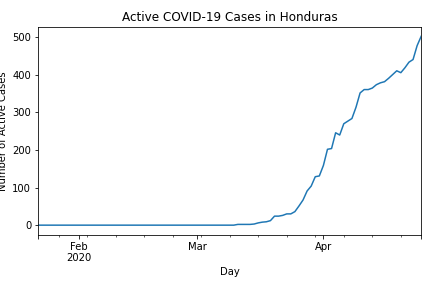 Active COVID-19 Cases in Honduras
Number of Active Cases
500
400
300
200
100
0
Feb
2020
Mar
Apr
Day